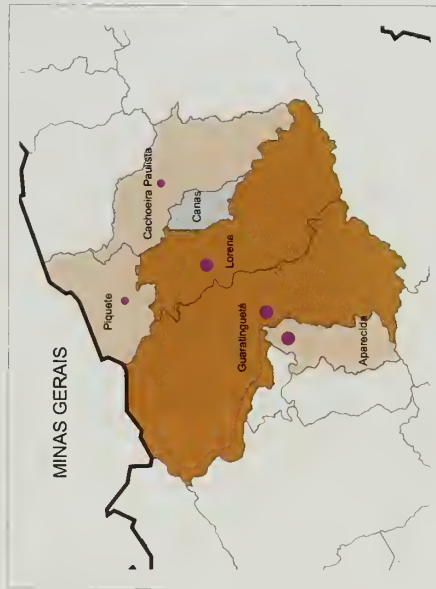 MINAS GERAIS
Piquete
Cachoeira Paulista
Canas
Lorena
Guaratinguetá
Aparecida